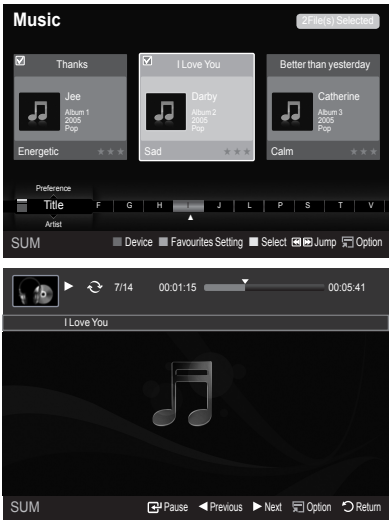 Music
2File(s) Selected
Thanks
I Love You
Better than yesterday
Jee
Album 1
2005
Pop
Darby
Album 2
2005
Pop
Catherine
Album 3
2005
Pop
Energetic ★★★
Sad ★★★
Calm ★★★
Preference
Title F G H I J L P S T V
Artist
SUM Device Favourites Setting Select Jump Option
7/14 00:01:15 00:05:41
I Love You
SUM Pause Previous Next Option Return